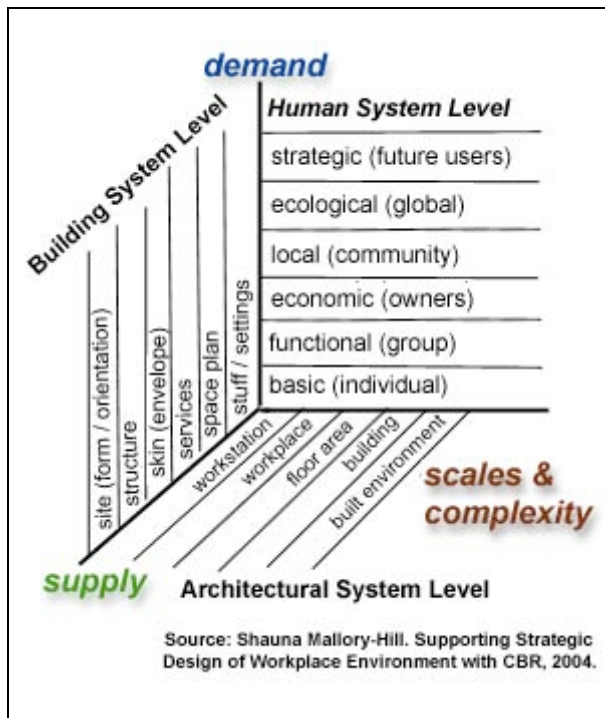 demand
Human System Level
strategic (future users)
ecological (global)
local (community)
economic (owners)
functional (group)
basic (individual)
Building System Level
site (form / orientation)
structure
skin (envelope)
services
space plan
stuff / settings
workstation
workplace
floor area
building
built environment
scales &
complexity
supply
Architectural System Level
Source: Shauna Mallory-Hill. Supporting Strategic
Design of Workplace Environment with CBR, 2004.